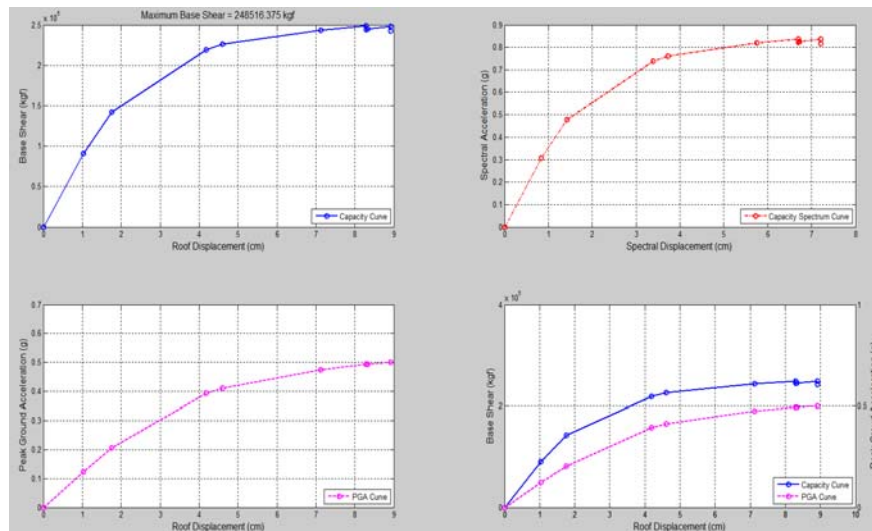 Maximum Base Shear = 248516.375 kgf
x 10⁵
2.5
2
1.5
1
0.5
0
Base Shear (kgf)
0 1 2 3 4 5 6 7 8 9
Roof Displacement (cm)
Capacity Curve
0.9
0.8
0.7
0.6
0.5
0.4
0.3
0.2
0.1
0
Spectral Acceleration (g)
0 1 2 3 4 5 6 7 8
Spectral Displacement (cm)
Capacity Spectrum Curve
0.7
0.6
0.5
0.4
0.3
0.2
0.1
0
Peak Ground Acceleration (g)
0 1 2 3 4 5 6 7 8 9
Roof Displacement (cm)
PGA Curve
x 10⁵
4
2
0
Base Shear (kgf)
1
0.5
0 1 2 3 4 5 6 7 8 9 10
Roof Displacement (cm)
Capacity Curve
PGA Curve